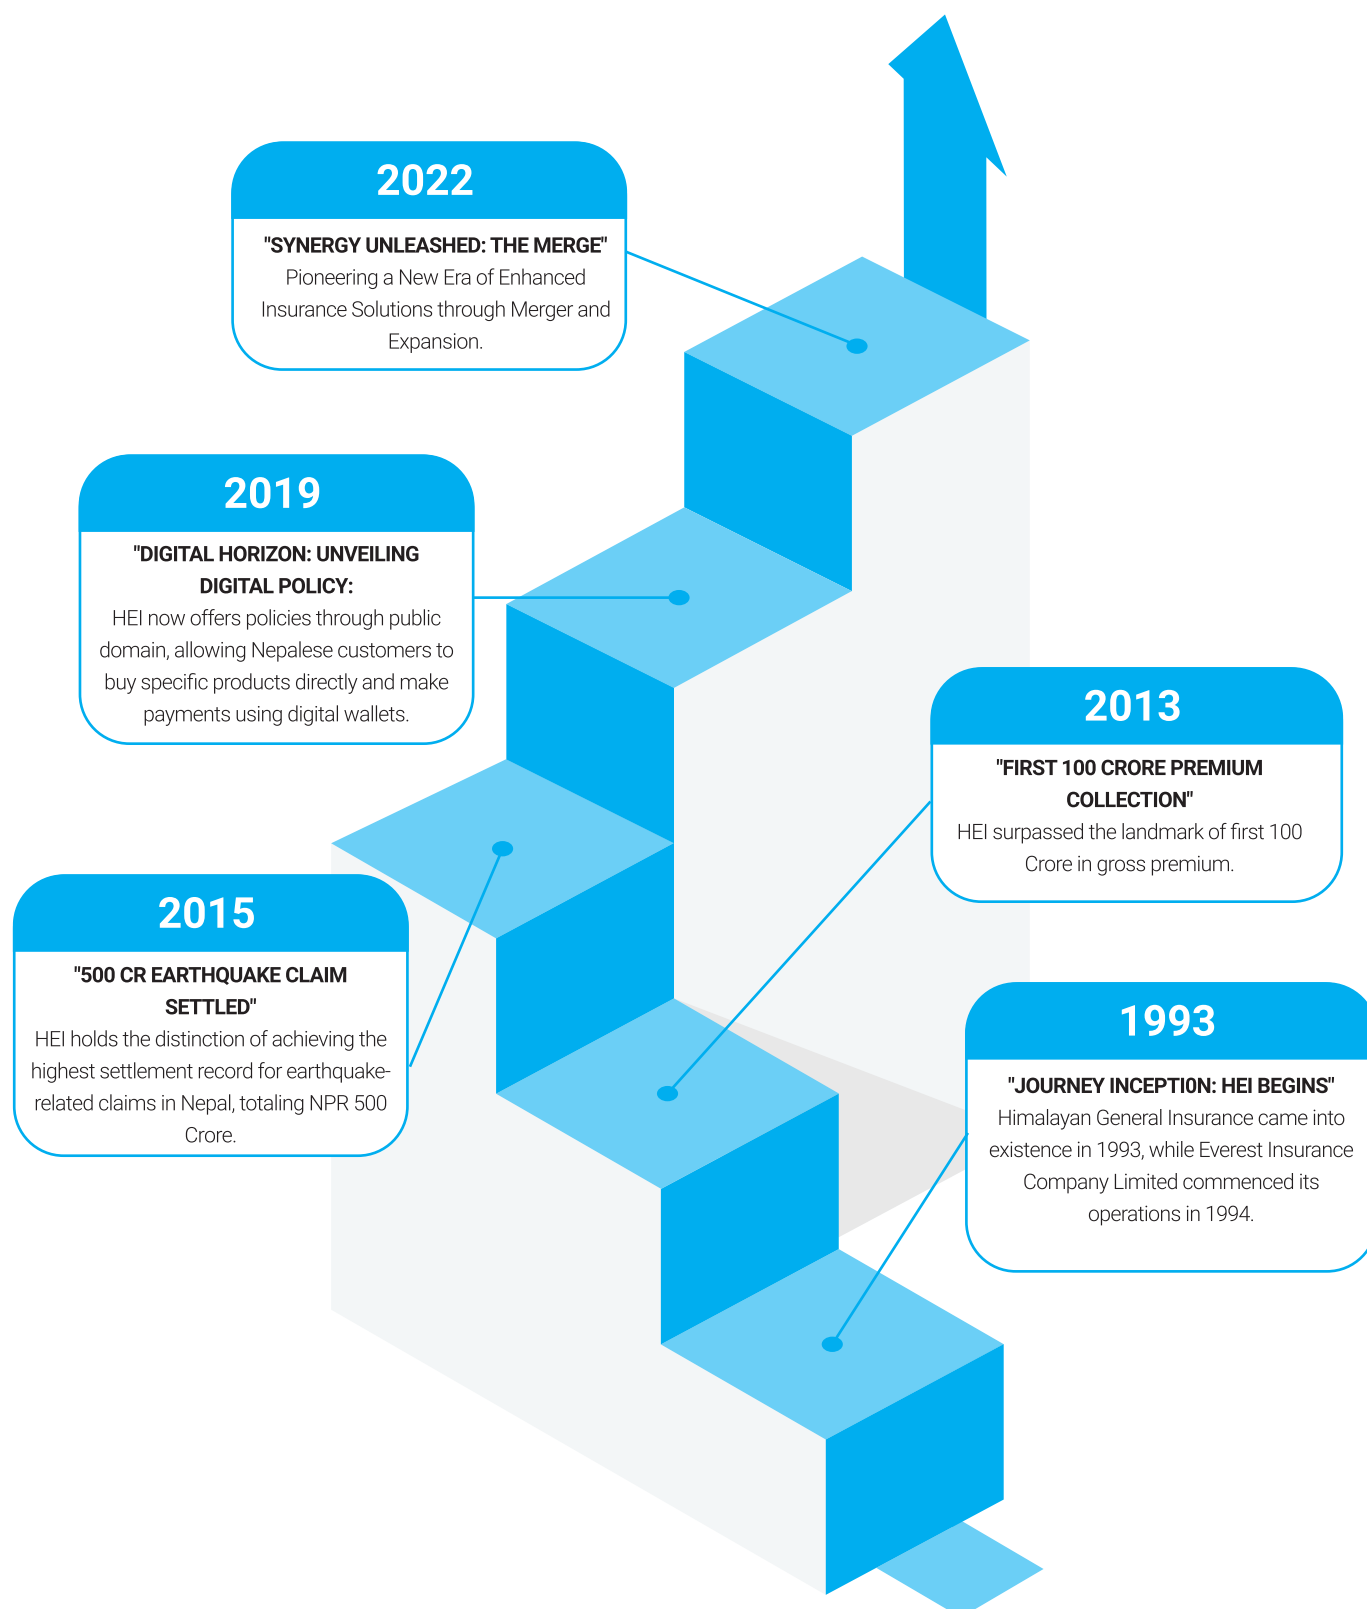 2022
"SYNERGY UNLEASHED: THE MERGE"
Pioneering a New Era of Enhanced
Insurance Solutions through Merger and
Expansion.
2019
"DIGITAL HORIZON: UNVEILING
DIGITAL POLICY:
HEI now offers policies through public
domain, allowing Nepalese customers to
buy specific products directly and make
payments using digital wallets.
2013
"FIRST 100 CRORE PREMIUM
COLLECTION"
HEI surpassed the landmark of first 100
Crore in gross premium.
2015
"500 CR EARTHQUAKE CLAIM
SETTLED"
HEI holds the distinction of achieving the
highest settlement record for earthquake-
related claims in Nepal, totaling NPR 500
Crore.
1993
"JOURNEY INCEPTI0N: HEI BEGINS"
Himalayan General Insurance came into
existence in 1993, while Everest Insurance
Company Limited commenced its
operations in 1994.